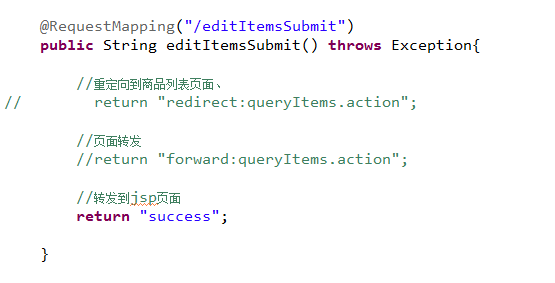 @RequestMapping("/editItemsSubmit")
public String editItemsSubmit() throws Exception{
//重定向到商品列表页面、
// return "redirect:queryItems.action";
//页面转发
//return "forward:queryItems.action";
//转发到jsp页面
return "success";
}